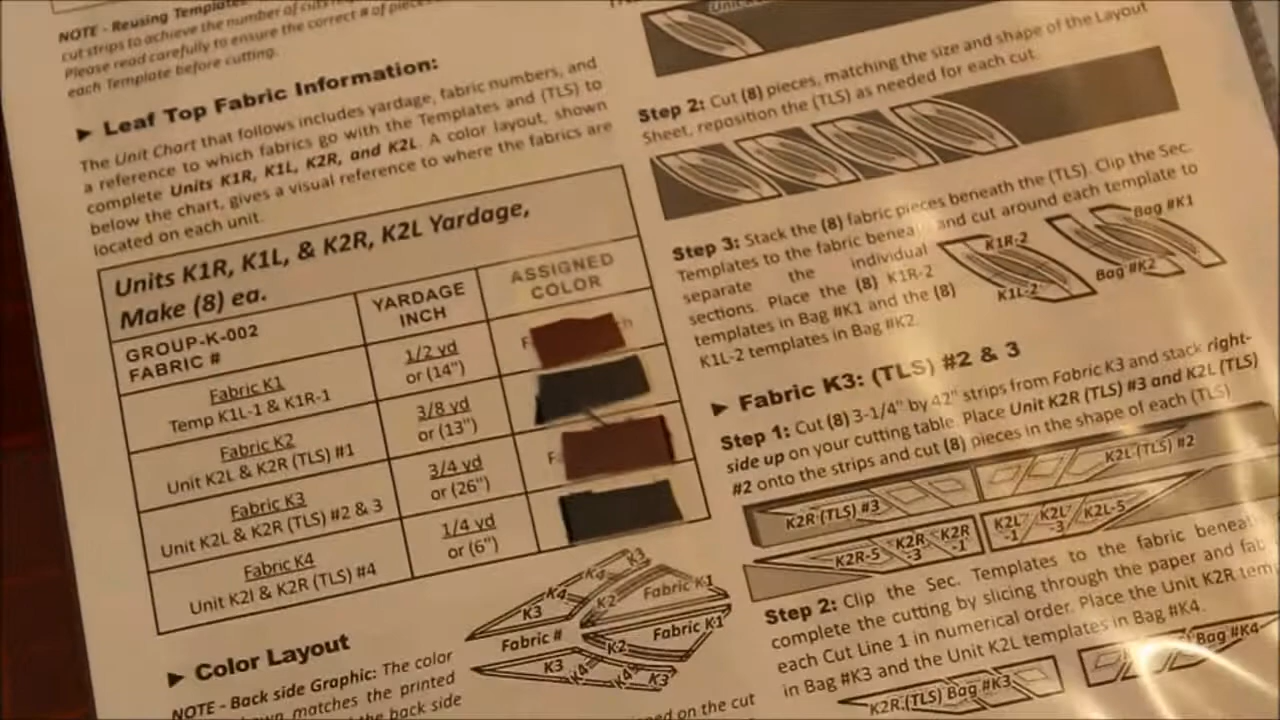 NOTE - Reusing Templates
cut strips to achieve the number of cuts
Please read carefully to ensure the correct # of pieces
each Template before cutting.
► Leaf Top Fabric Information:
The Unit Chart that follows includes yardage, fabric numbers, and
a reference to which fabrics go with the Templates and (TLS) to
complete Units K1R, K1L, K2R, and K2L. A color layout, shown
below the chart, gives a visual reference to where the fabrics are
located on each unit.
Units K1R, K1L, & K2R, K2L Yardage,
Make (8) ea.
GROUP-K-002
FABRIC #
YARDAGE
INCH
ASSIGNED
COLOR
Fabric K1
Temp K1L-1 & K1R-1
1/2 yd
or (14")
Fabric K2
Unit K2L & K2R (TLS) #1
3/8 yd
or (13")
Fabric K3
Unit K2L & K2R (TLS) #2 & 3
3/4 yd
or (26")
Fabric K4
Unit K2l & K2R (TLS) #4
1/4 yd
or (6")
K3
K4
K4
K3
K2
Fabric K1
Fabric #
Fabric K1
K2
K3
K4
K4
K3
► Color Layout
NOTE - Back side Graphic: The color
matches the printed
the back side
on the cut
Unit
Step 2: Cut (8) pieces, matching the size and shape of the Layout
Sheet, reposition the (TLS) as needed for each cut.
Step 3: Stack the (8) fabric pieces beneath the (TLS). Clip the Sec.
Templates to the fabric beneath and cut around each template to
separate the individual
sections. Place the (8) K1R-2
templates in Bag #K1 and the (8)
K1L-2 templates in Bag #K2.
K1R-2
K1L-2
Bag #K1
Bag #K2
► Fabric K3: (TLS) #2 & 3
Step 1: Cut (8) 3-1/4" by 42" strips from Fabric K3 and stack right-
side up on your cutting table. Place Unit K2R (TLS) #3 and K2L (TLS)
#2 onto the strips and cut (8) pieces in the shape of each (TLS)
K2R (TLS) #3
K2L (TLS) #2
K2R-5
K2R
-3
K2R
-1
K2L
-1
K2L
-3
K2L-5
Step 2: Clip the Sec. Templates to the fabric beneath
complete the cutting by slicing through the paper and
each Cut Line 1 in numerical order. Place the Unit K2R
in Bag #K3 and the Unit K2L templates in Bag #K4.
K2R (TLS) Bag #K3
Bag #K4